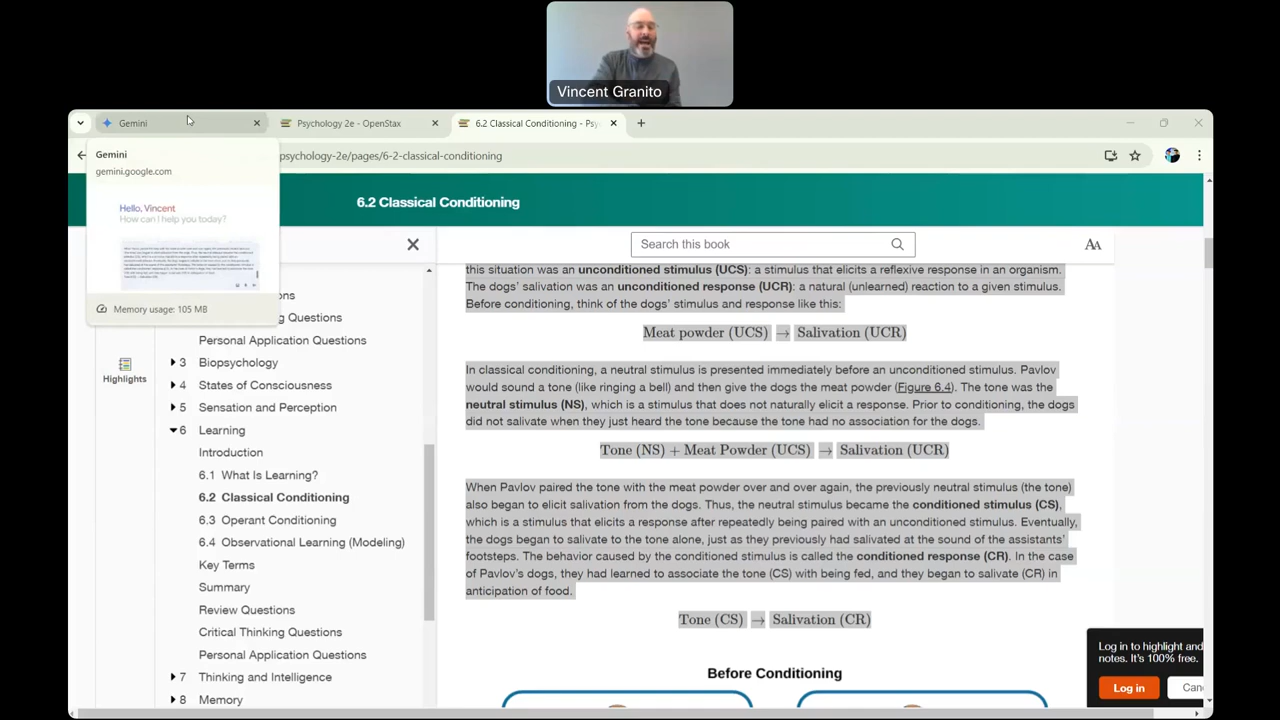 Vincent Granito
Gemini
Psychology 2e - OpenStax
6.2 Classical Conditioning - Psy
Gemini
gemini.google.com
psychology-2e/pages/6-2-classical-conditioning
Hello, Vincent
How can I help you today?
Memory usage: 105 MB
6.2 Classical Conditioning
Search this book
AA
Highlights
ons
g Questions
Personal Application Questions
3 Biopsychology
4 States of Consciousness
5 Sensation and Perception
6 Learning
Introduction
6.1 What Is Learning?
6.2 Classical Conditioning
6.3 Operant Conditioning
6.4 Observational Learning (Modeling)
Key Terms
Summary
Review Questions
Critical Thinking Questions
Personal Application Questions
7 Thinking and Intelligence
8 Memory
this situation was an unconditioned stimulus (UCS): a stimulus that elicits a reflexive response in an organism.
The dogs' salivation was an unconditioned response (UCR): a natural (unlearned) reaction to a given stimulus.
Before conditioning, think of the dogs' stimulus and response like this:
Meat powder (UCS) → Salivation (UCR)
In classical conditioning, a neutral stimulus is presented immediately before an unconditioned stimulus. Pavlov
would sound a tone (like ringing a bell) and then give the dogs the meat powder (Figure 6.4). The tone was the
neutral stimulus (NS), which is a stimulus that does not naturally elicit a response. Prior to conditioning, the dogs
did not salivate when they just heard the tone because the tone had no association for the dogs.
Tone (NS) + Meat Powder (UCS) → Salivation (UCR)
When Pavlov paired the tone with the meat powder over and over again, the previously neutral stimulus (the tone)
also began to elicit salivation from the dogs. Thus, the neutral stimulus became the conditioned stimulus (CS),
which is a stimulus that elicits a response after repeatedly being paired with an unconditioned stimulus. Eventually,
the dogs began to salivate to the tone alone, just as they previously had salivated at the sound of the assistants'
footsteps. The behavior caused by the conditioned stimulus is called the conditioned response (CR). In the case
of Pavlov's dogs, they had learned to associate the tone (CS) with being fed, and they began to salivate (CR) in
anticipation of food.
Tone (CS) → Salivation (CR)
Before Conditioning
Log in to highlight and
notes. It's 100% free.
Log in
Canc